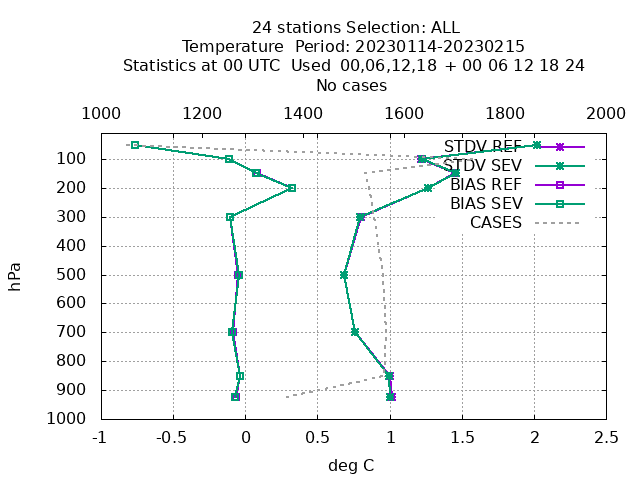 24 stations Selection: ALL
Temperature  Period: 20230114-20230215
Statistics at 00 UTC  Used  00,06,12,18  + 00 06 12 18 24
No cases
1000 1200 1400 1600 1800 2000
STDV REF
STDV SEV
BIAS REF
BIAS SEV
CASES
100
200
300
400
500
600
700
800
900
1000
hPa
-1 -0.5 0 0.5 1 1.5 2 2.5
deg C